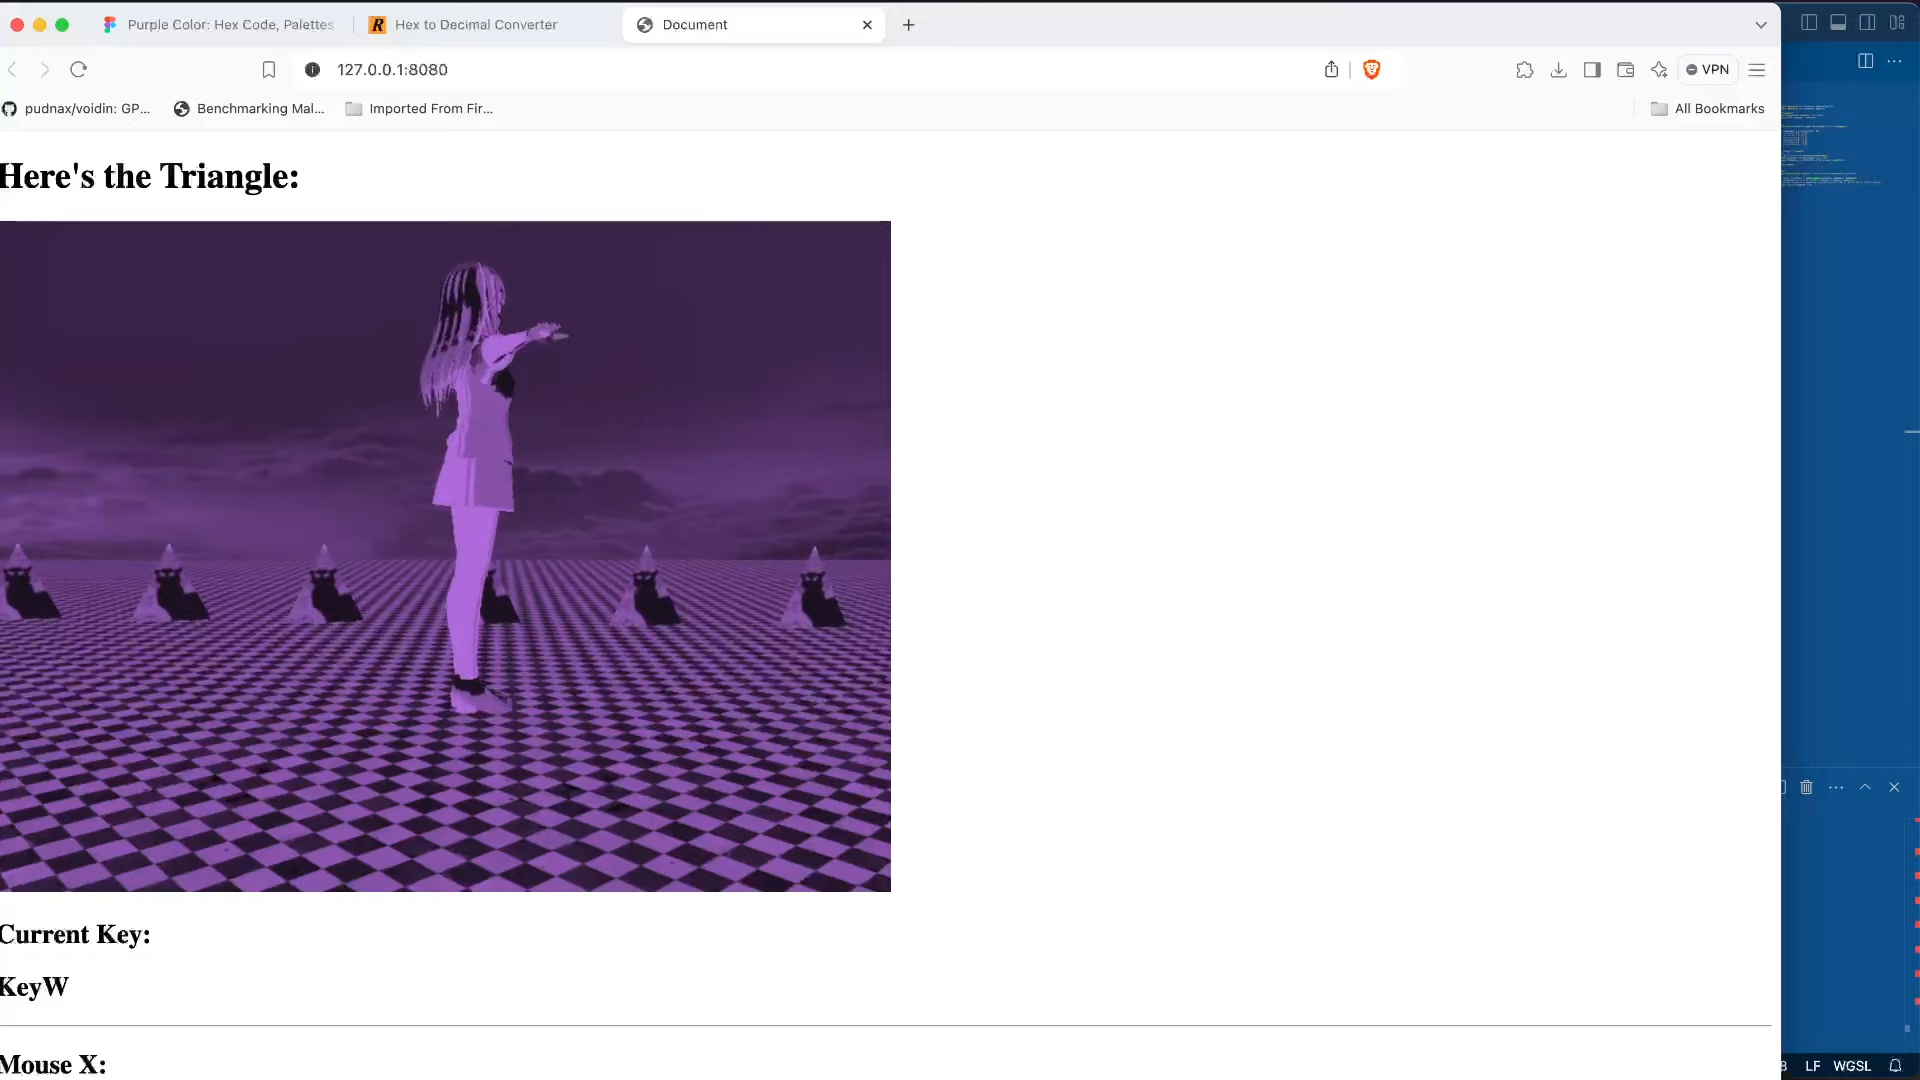 Purple Color: Hex Code, Palettes
Hex to Decimal Converter
Document
127.0.0.1:8080
VPN
pudnax/voidin: GP...
Benchmarking Mal...
Imported From Fir...
All Bookmarks
Here's the Triangle:
Current Key:
KeyW
Mouse X:
LF WGSL